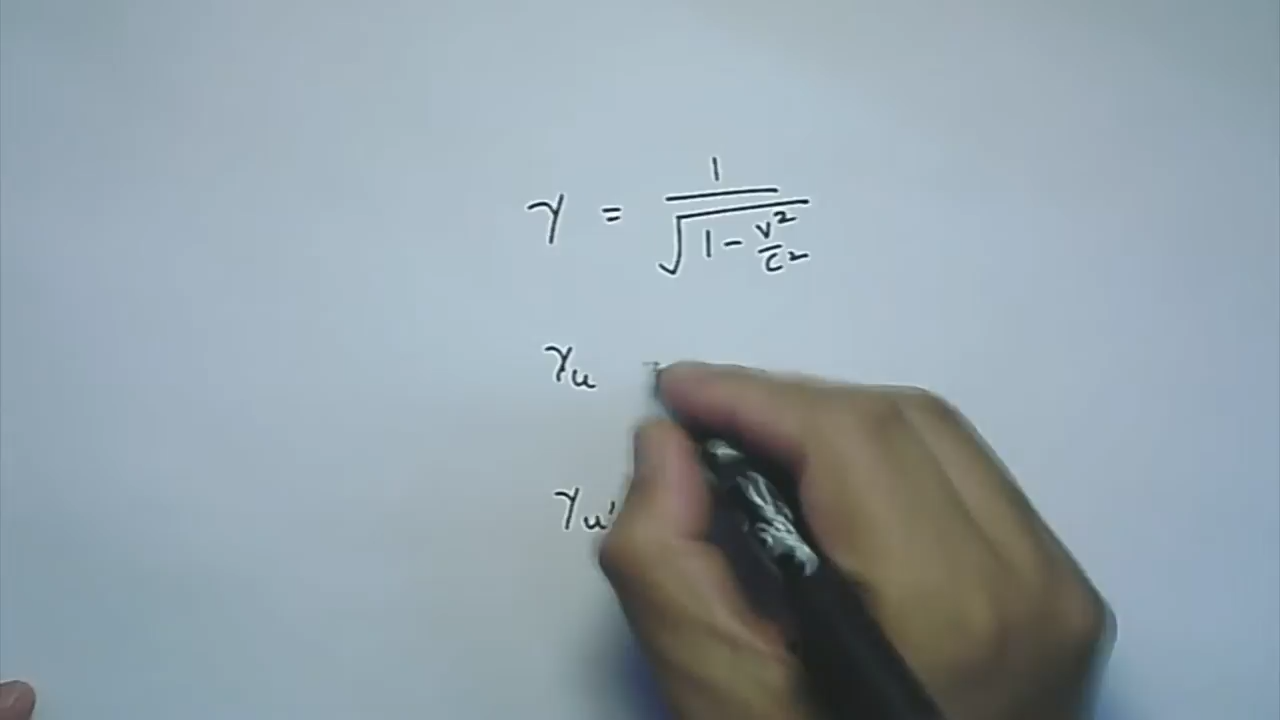 γ = 1/√(1 - v²/c²)
γᵤ
γᵤ'